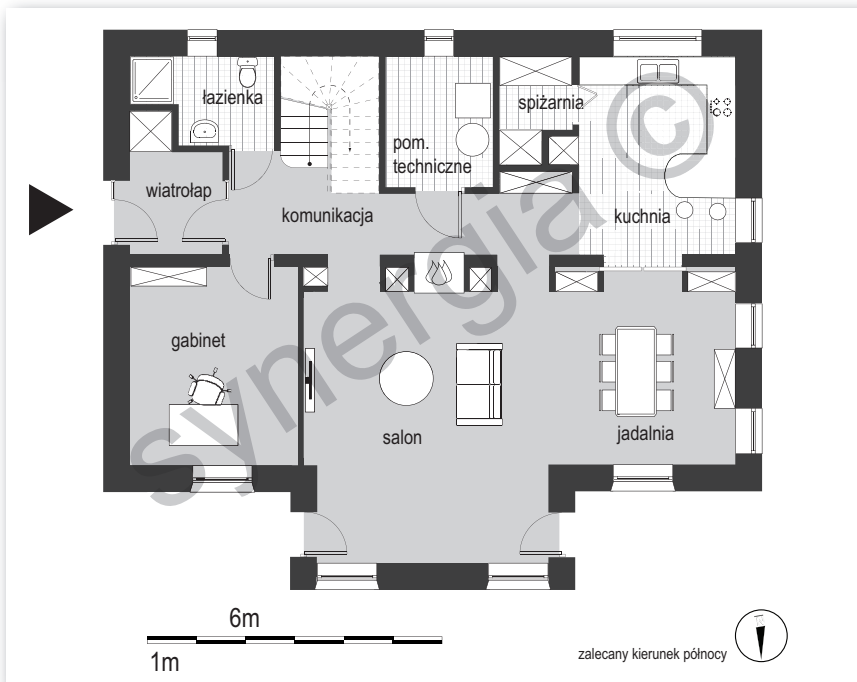 łazienka
spiżarnia
pom.
techniczne
wiatrołap
komunikacja
kuchnia
gabinet
salon
jadalnia
synergia ©
6m
1m
zalecany kierunek północy